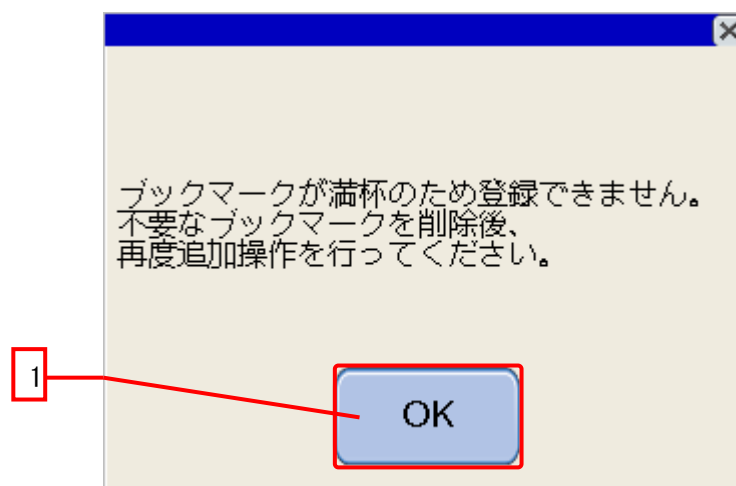 ブックマークが満杯のため登録できません。
不要なブックマークを削除後、
再度追加操作を行ってください。
1
OK